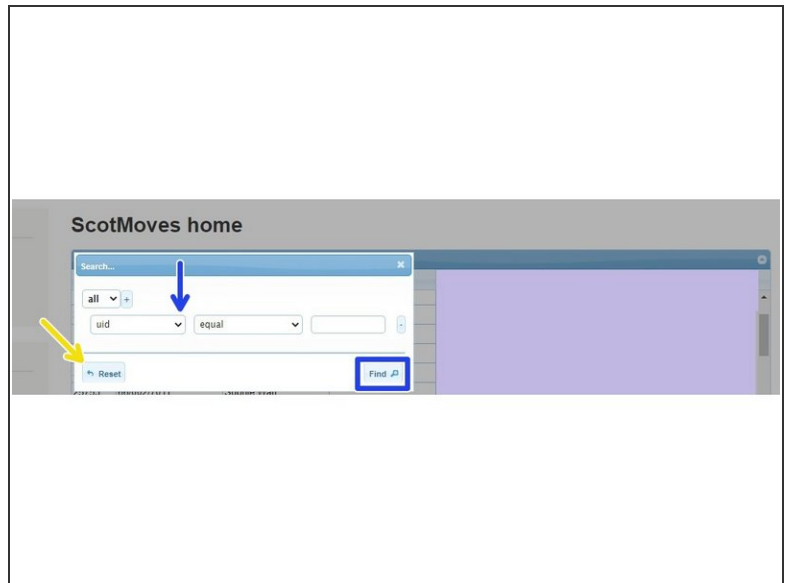 ScotMoves home
Search...
all +
uid equal -
Reset Find